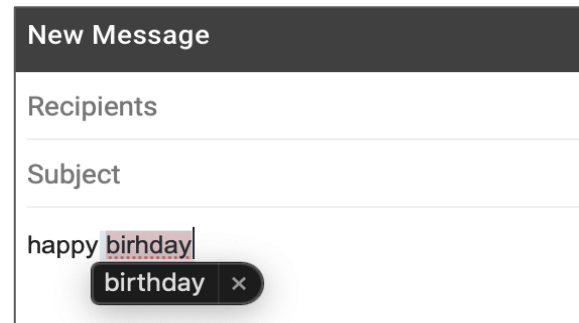 New Message
Recipients
Subject
happy birhday
birthday ×